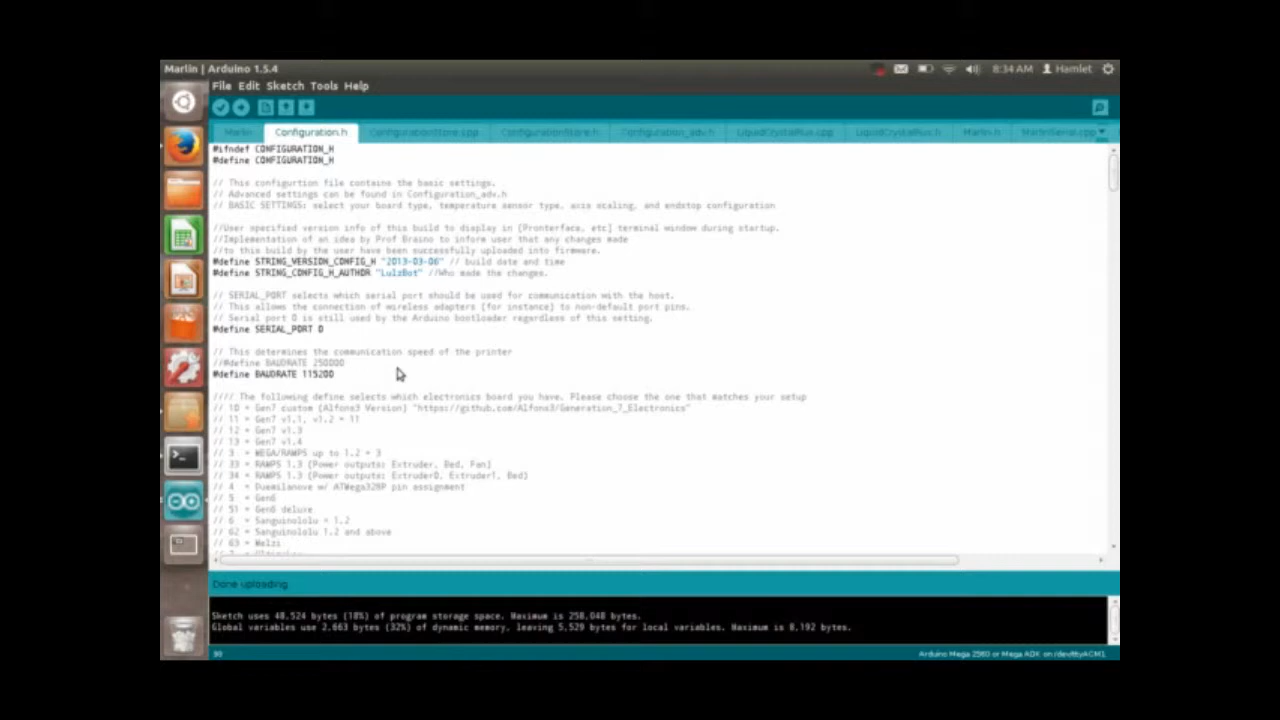 Marlin | Arduino 1.5.4
8:34 AM
Hamlet
File Edit Sketch Tools Help
Marlin
Configuration.h
ConfigurationStore.cpp
ConfigurationStore.h
Configuration_adv.h
LiquidCrystalRus.cpp
LiquidCrystalRus.h
Marlin.h
MarlinSerial.cpp
#ifndef CONFIGURATION_H
#define CONFIGURATION_H
// This configurtion file contains the basic settings.
// Advanced settings can be found in Configuration_adv.h
// BASIC SETTINGS: select your board type, temperature sensor type, axis scaling, and endstop configuration
//User specified version info of this build to display in [Pronterface, etc] terminal window during startup.
//Implementation of an idea by Prof Braino to inform user that any changes made
//to this build by the user have been successfully uploaded into firmware.
#define STRING_VERSION_CONFIG_H "2013-03-06" // build date and time
#define STRING_CONFIG_H_AUTHOR "LulzBot" //Who made the changes.
// SERIAL_PORT selects which serial port should be used for communication with the host.
// This allows the connection of wireless adapters (for instance) to non-default port pins.
// Serial port 0 is still used by the Arduino bootloader regardless of this setting.
#define SERIAL_PORT 0
// This determines the communication speed of the printer
//#define BAUDRATE 250000
#define BAUDRATE 115200
//// The following define selects which electronics board you have. Please choose the one that matches your setup
// 10 = Gen7 custom (Alfons3 Version) "https://github.com/Alfons3/Generation_7_Electronics"
// 11 = Gen7 v1.1, v1.2 = 11
// 12 = Gen7 v1.3
// 13 = Gen7 v1.4
// 3 = MEGA/RAMPS up to 1.2 = 3
// 33 = RAMPS 1.3 (Power outputs: Extruder, Bed, Fan)
// 34 = RAMPS 1.3 (Power outputs: Extruder0, Extruder1, Bed)
// 4 = Duemilanove w/ ATMega328P pin assignment
// 5 = Gen6
// 51 = Gen6 deluxe
// 6 = Sanguinololu < 1.2
// 62 = Sanguinololu 1.2 and above
// 63 = Melzi
Done uploading.
Sketch uses 48,524 bytes (18%) of program storage space. Maximum is 258,048 bytes.
Global variables use 2,663 bytes (32%) of dynamic memory, leaving 5,529 bytes for local variables. Maximum is 8,192 bytes.
Arduino Mega 2560 or Mega ADK on /dev/ttyACM1